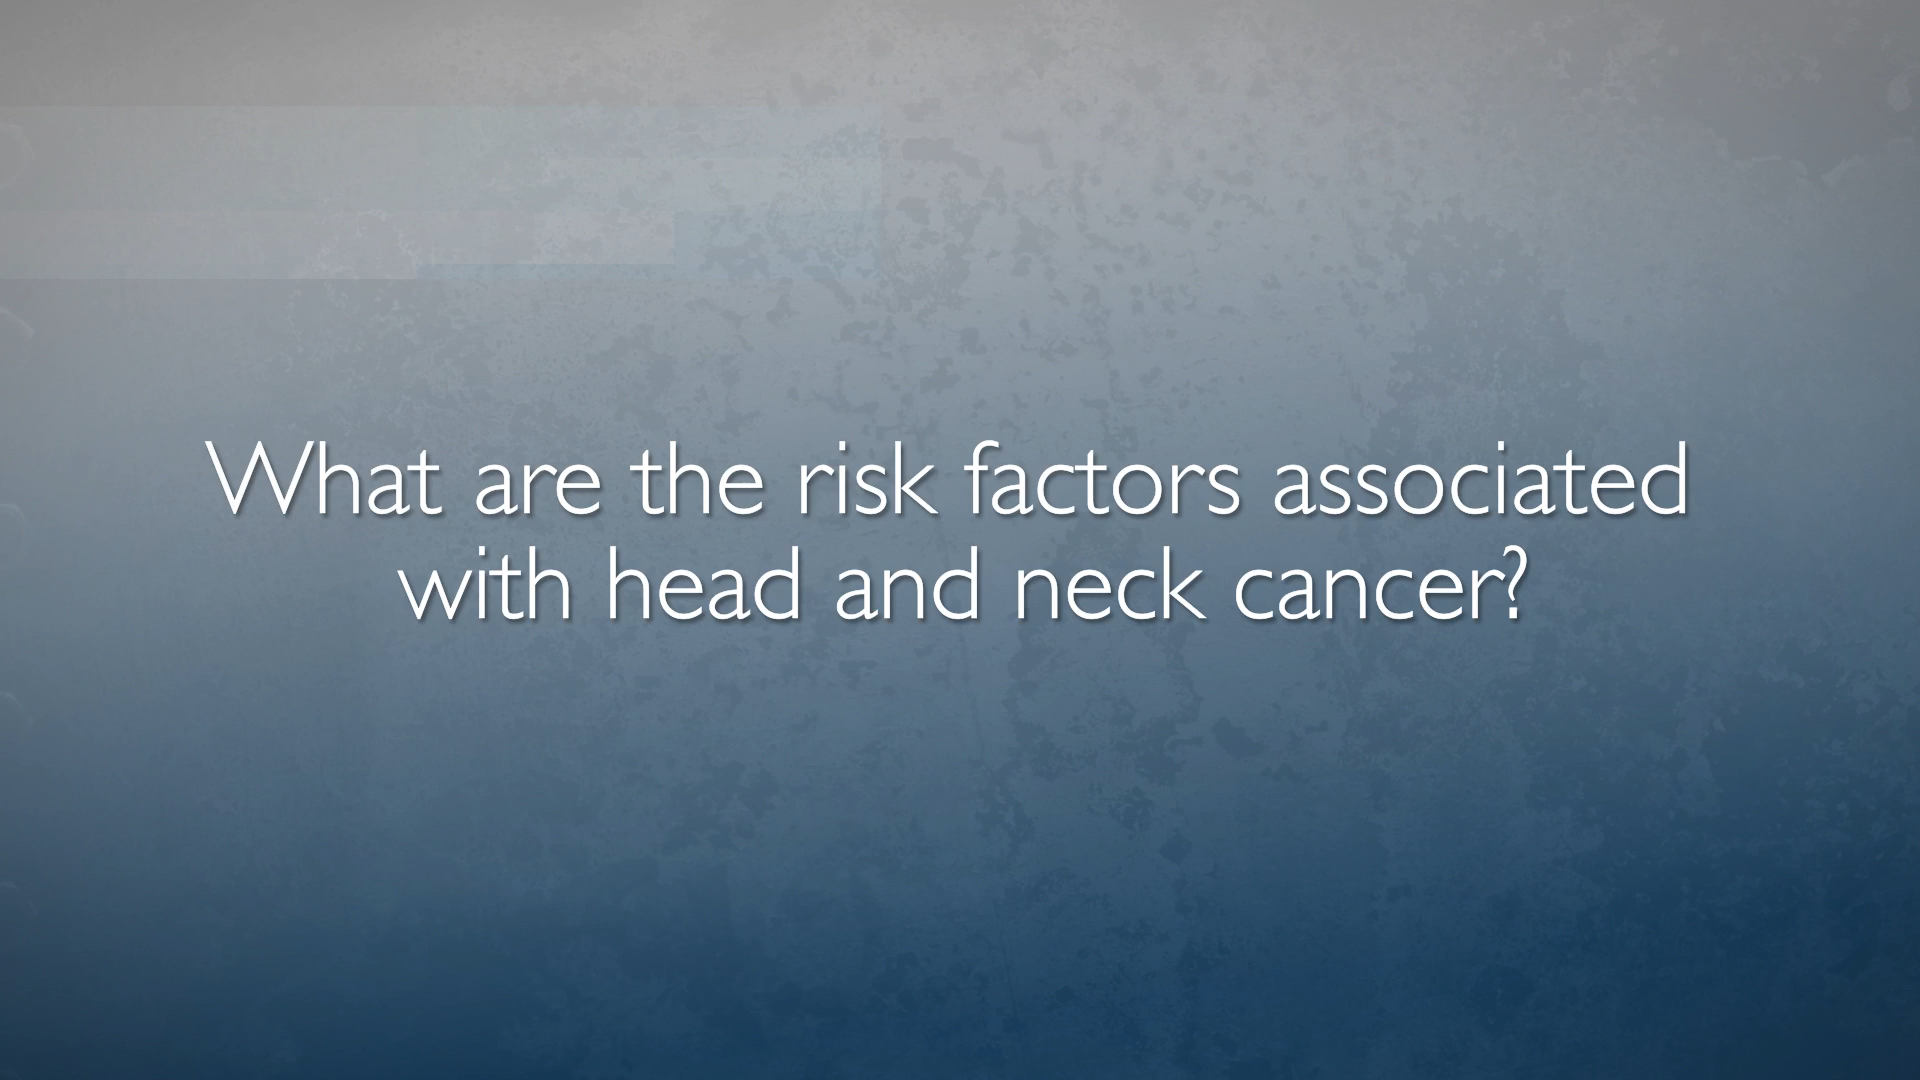 What are the risk factors associated
with head and neck cancer?